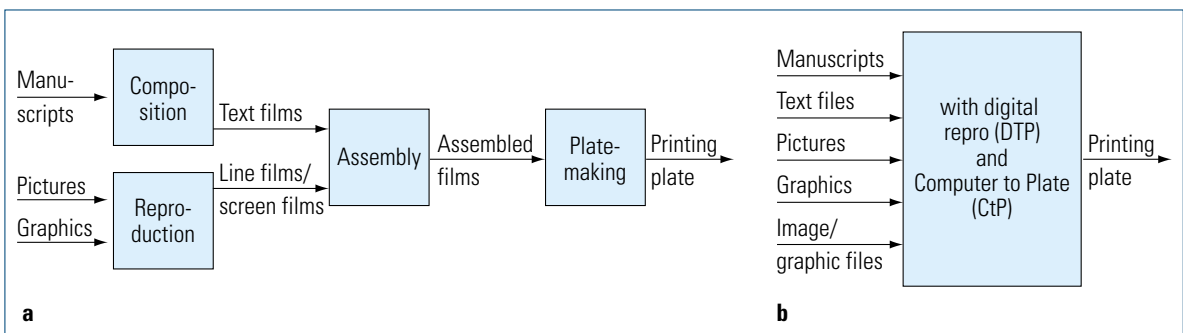 Manu-
scripts
Compo-
sition
Text films
Pictures
Graphics
Repro-
duction
Line films/
screen films
Assembly
Assembled
films
Plate-
making
Printing
plate
a
Manuscripts
Text files
Pictures
Graphics
Image/
graphic files
with digital
repro (DTP)
and
Computer to Plate
(CtP)
Printing
plate
b